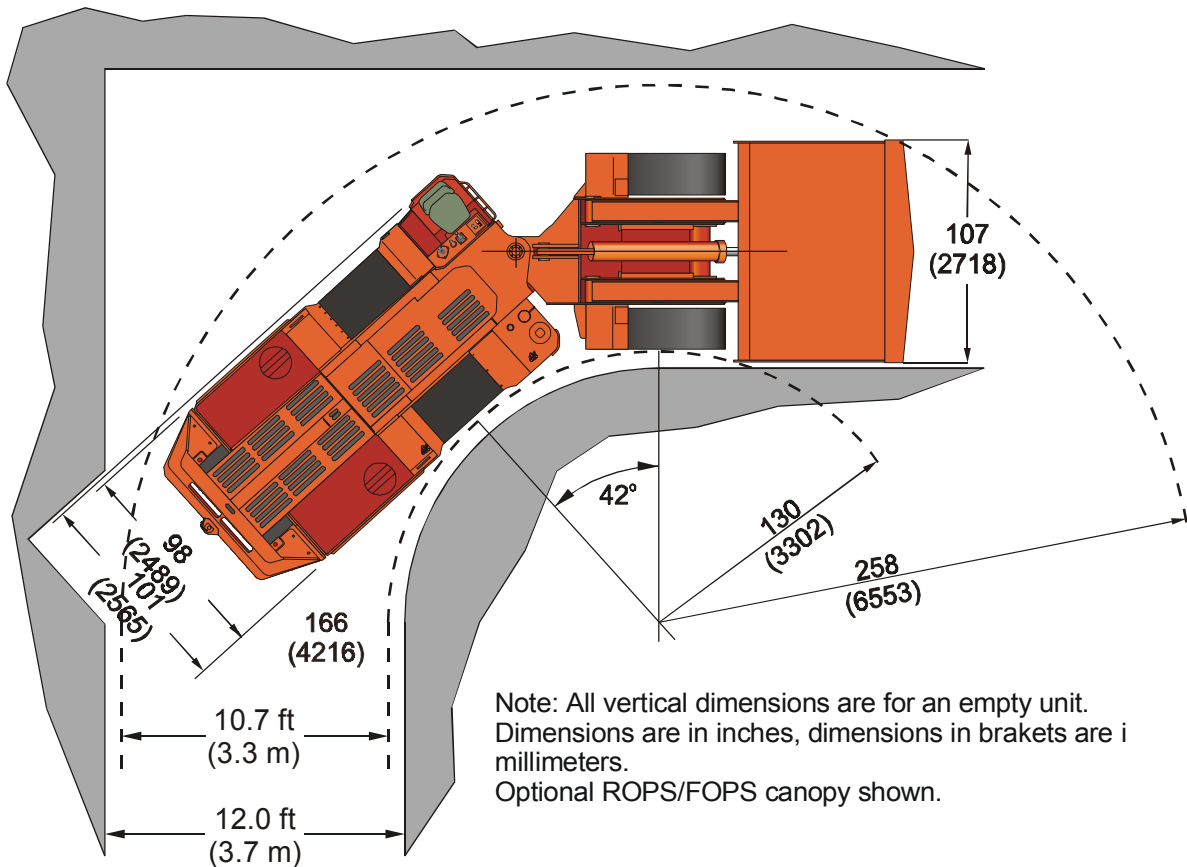 107
(2718)
42°
130
(3302)
258
(6553)
98
(2489)
101
(2565)
166
(4216)
10.7 ft
(3.3 m)
12.0 ft
(3.7 m)
Note: All vertical dimensions are for an empty unit.
Dimensions are in inches, dimensions in brakets are i
millimeters.
Optional ROPS/FOPS canopy shown.